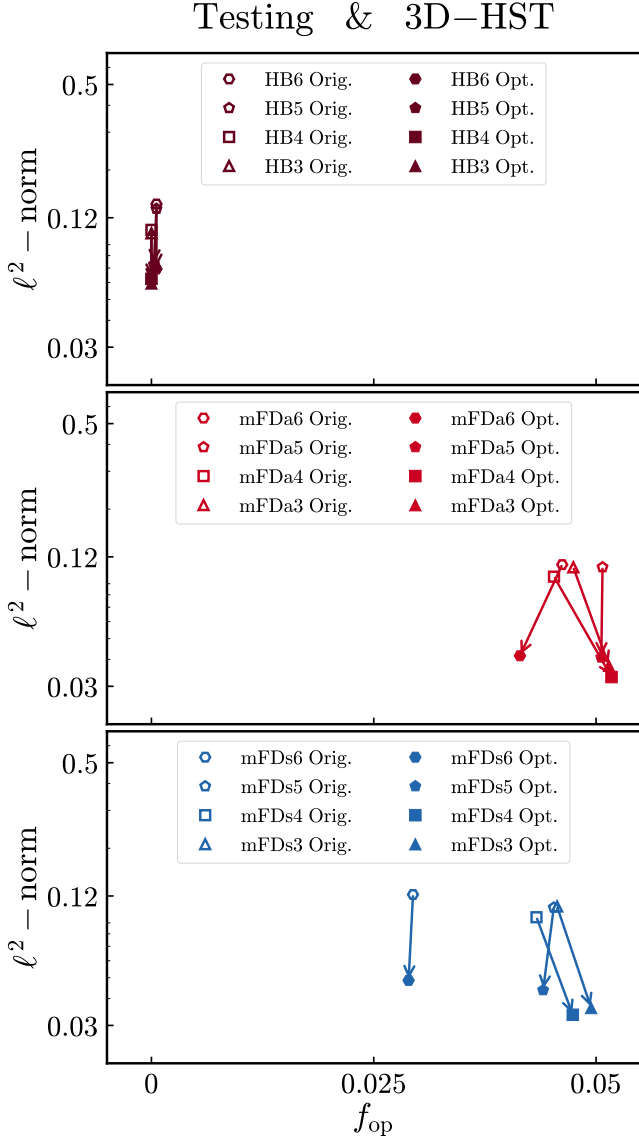 Testing & 3D−HST
HB6 Orig. HB6 Opt.
HB5 Orig. HB5 Opt.
HB4 Orig. HB4 Opt.
HB3 Orig. HB3 Opt.
0.5
0.12
0.03
ℓ² − norm
mFDa6 Orig. mFDa6 Opt.
mFDa5 Orig. mFDa5 Opt.
mFDa4 Orig. mFDa4 Opt.
mFDa3 Orig. mFDa3 Opt.
0.5
0.12
0.03
ℓ² − norm
mFDs6 Orig. mFDs6 Opt.
mFDs5 Orig. mFDs5 Opt.
mFDs4 Orig. mFDs4 Opt.
mFDs3 Orig. mFDs3 Opt.
0.5
0.12
0.03
ℓ² − norm
0 0.025 0.05
f_op